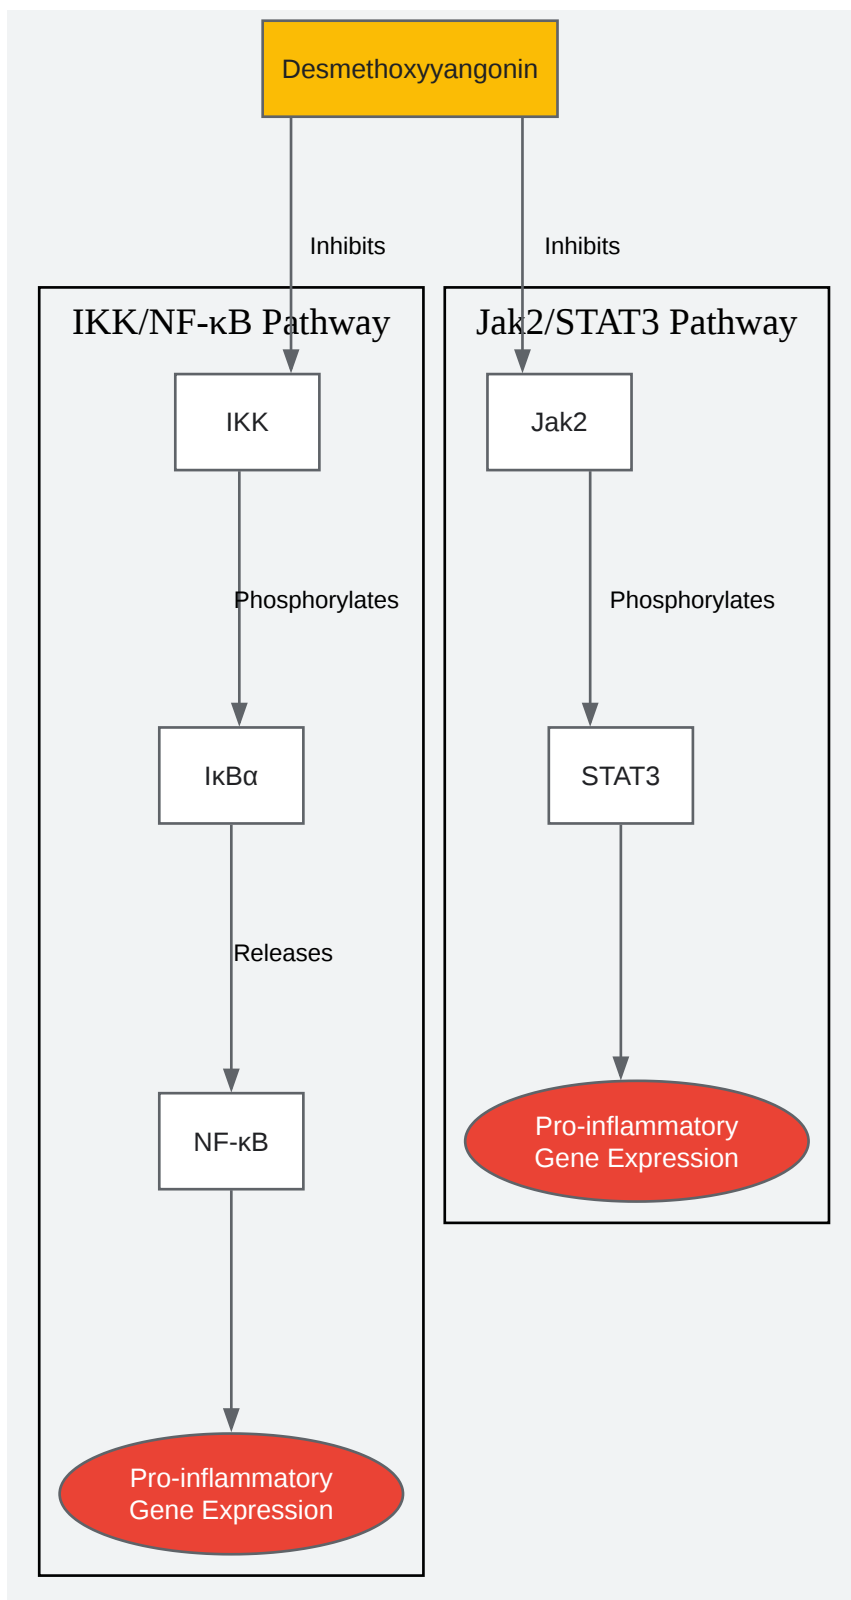 Desmethoxyyangonin
Inhibits
Inhibits
IKK/NF-κB Pathway
IKK
Phosphorylates
IκBα
Releases
NF-κB
Pro-inflammatory
Gene Expression
Jak2/STAT3 Pathway
Jak2
Phosphorylates
STAT3
Pro-inflammatory
Gene Expression